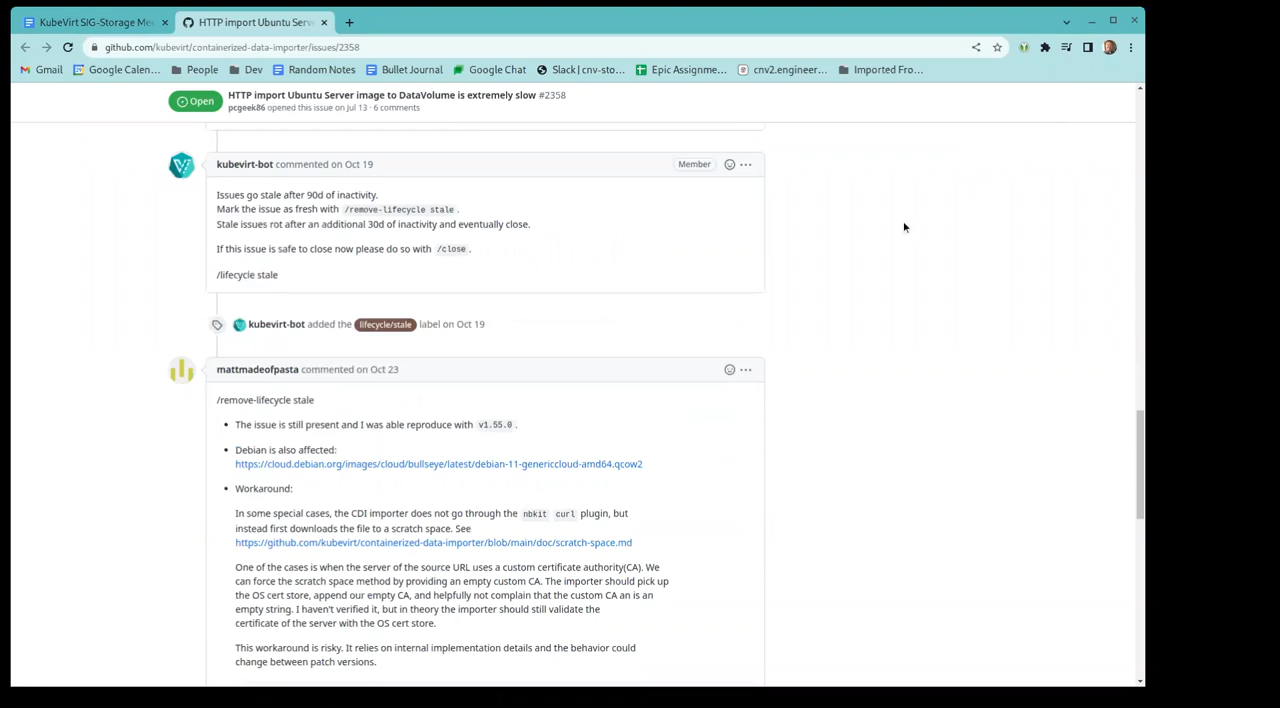 KubeVirt SIG-Storage Me
HTTP import Ubuntu Serv
github.com/kubevirt/containerized-data-importer/issues/2358
Gmail
Google Calen...
People
Dev
Random Notes
Bullet Journal
Google Chat
Slack | cnv-sto...
Epic Assignme...
cnv2.engineer...
Imported Fro...
Open
HTTP import Ubuntu Server image to DataVolume is extremely slow #2358
pcgeek86 opened this issue on Jul 13 · 6 comments
kubevirt-bot commented on Oct 19
Member
Issues go stale after 90d of inactivity.
Mark the issue as fresh with /remove-lifecycle stale .
Stale issues rot after an additional 30d of inactivity and eventually close.
If this issue is safe to close now please do so with /close .
/lifecycle stale
kubevirt-bot added the lifecycle/stale label on Oct 19
mattmadeofpasta commented on Oct 23
/remove-lifecycle stale
• The issue is still present and I was able reproduce with v1.55.0 .
• Debian is also affected:
https://cloud.debian.org/images/cloud/bullseye/latest/debian-11-genericcloud-amd64.qcow2
• Workaround:
In some special cases, the CDI importer does not go through the nbkit curl plugin, but
instead first downloads the file to a scratch space. See
https://github.com/kubevirt/containerized-data-importer/blob/main/doc/scratch-space.md
One of the cases is when the server of the source URL uses a custom certificate authority(CA). We
can force the scratch space method by providing an empty custom CA. The importer should pick up
the OS cert store, append our empty CA, and helpfully not complain that the custom CA an is an
empty string. I haven't verified it, but in theory the importer should still validate the
certificate of the server with the OS cert store.
This workaround is risky. It relies on internal implementation details and the behavior could
change between patch versions.